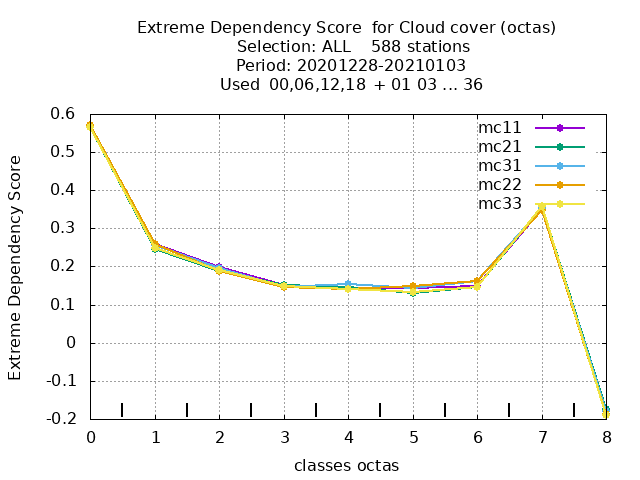 Extreme Dependency Score for Cloud cover (octas)
Selection: ALL 588 stations
Period: 20201228-20210103
Used 00,06,12,18 + 01 03 ... 36
mc11
mc21
mc31
mc22
mc33
Extreme Dependency Score
0.6
0.5
0.4
0.3
0.2
0.1
0
-0.1
-0.2
0 1 2 3 4 5 6 7 8
classes octas